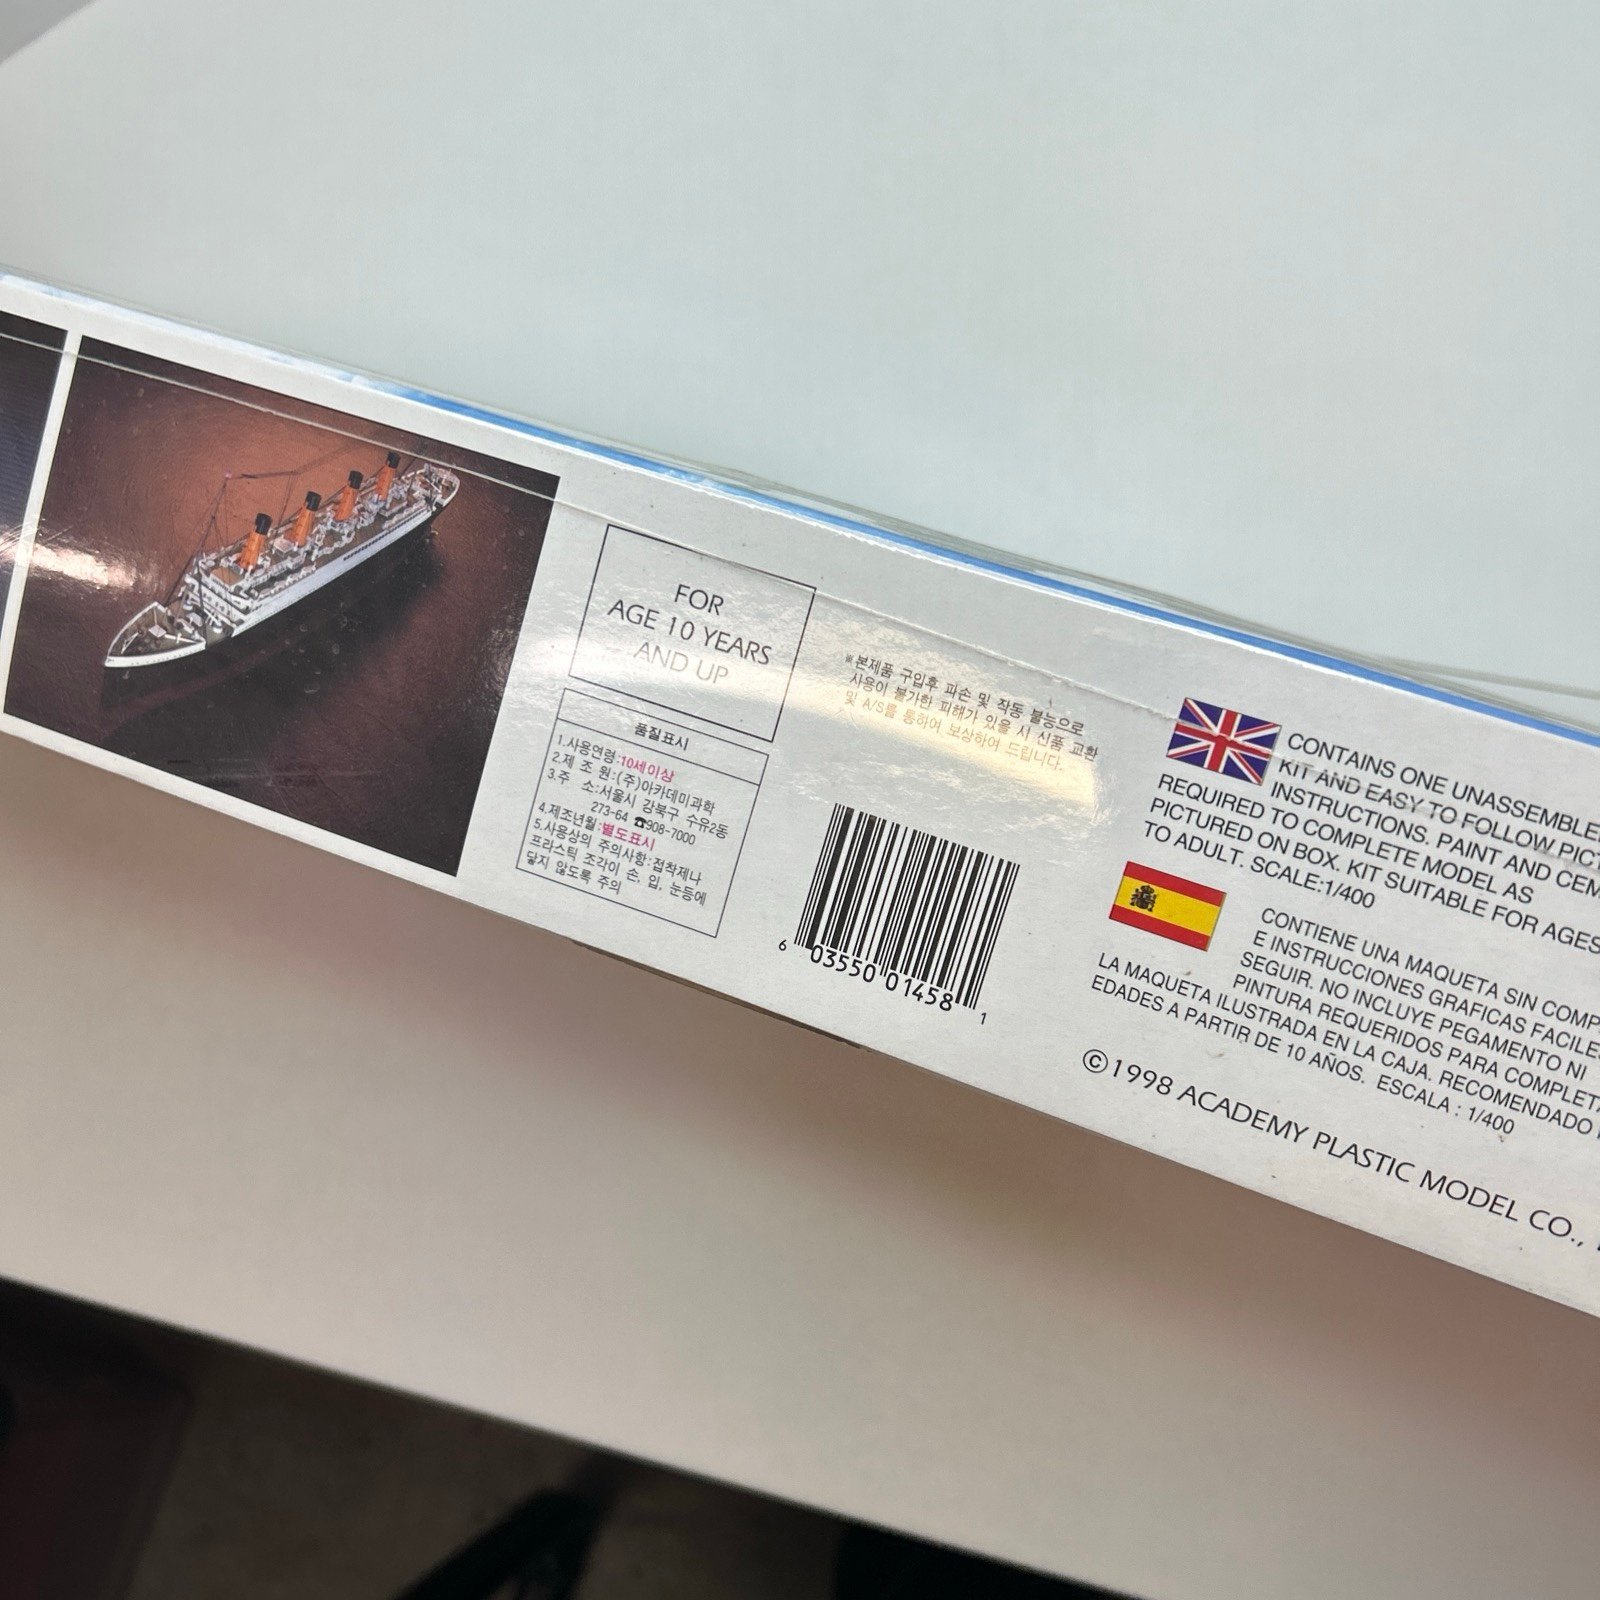 FOR
AGE 10 YEARS
AND UP
품질표시
1.사용연령:10세이상
2.제 조 원:(주)아카데미과학
3.주 소:서울시 강북구 수유2동
273-64 ☎908-7000
4.제조년월:별도표시
5.사용상의 주의사항:접착제나
프라스틱 조각이 손, 입, 눈등에
닿지 않도록 주의
※본제품 구입후 파손 및 작동 불능으로
사용이 불가한 피해가 있을 시 신품 교환
및 A/S를 통하여 보상하여 드립니다.
6 03550 01458 1
CONTAINS ONE UNASSEMBLE
KIT AND EASY TO FOLLOW PICT
INSTRUCTIONS. PAINT AND CEM
REQUIRED TO COMPLETE MODEL AS
PICTURED ON BOX. KIT SUITABLE FOR AGES
TO ADULT. SCALE:1/400
CONTIENE UNA MAQUETA SIN COMP
E INSTRUCCIONES GRAFICAS FACILES
SEGUIR. NO INCLUYE PEGAMENTO NI
PINTURA REQUERIDOS PARA COMPLETA
LA MAQUETA ILUSTRADA EN LA CAJA. RECOMENDADO
EDADES A PARTIR DE 10 AÑOS. ESCALA : 1/400
©1998 ACADEMY PLASTIC MODEL CO.,